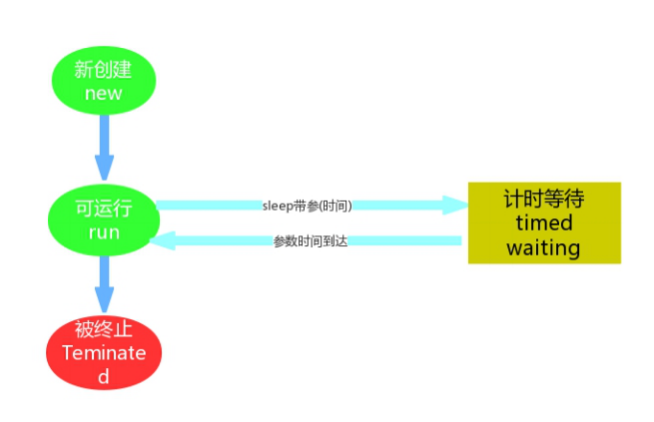 新创建
new
可运行
run
sleep带参(时间)
参数时间到达
计时等待
timed
waiting
被终止
Teminate
d